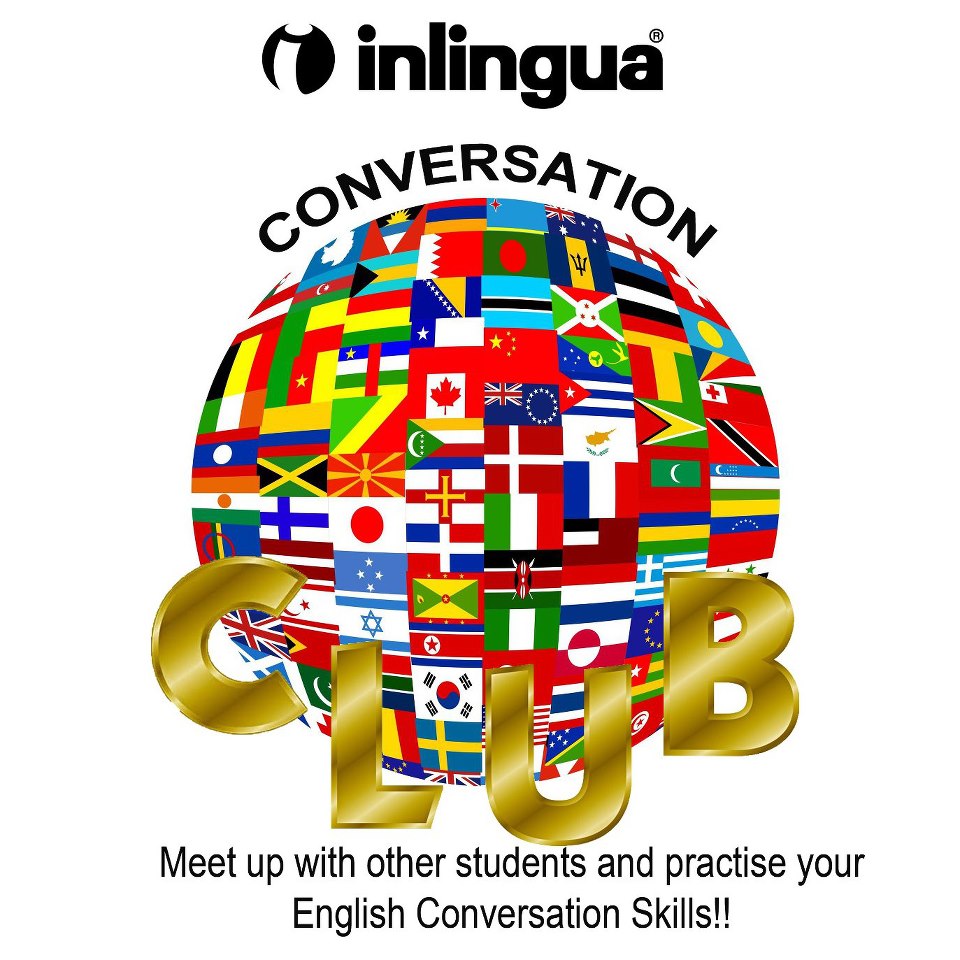 inlingua®
CONVERSATION
CLUB
Meet up with other students and practise your
English Conversation Skills!!